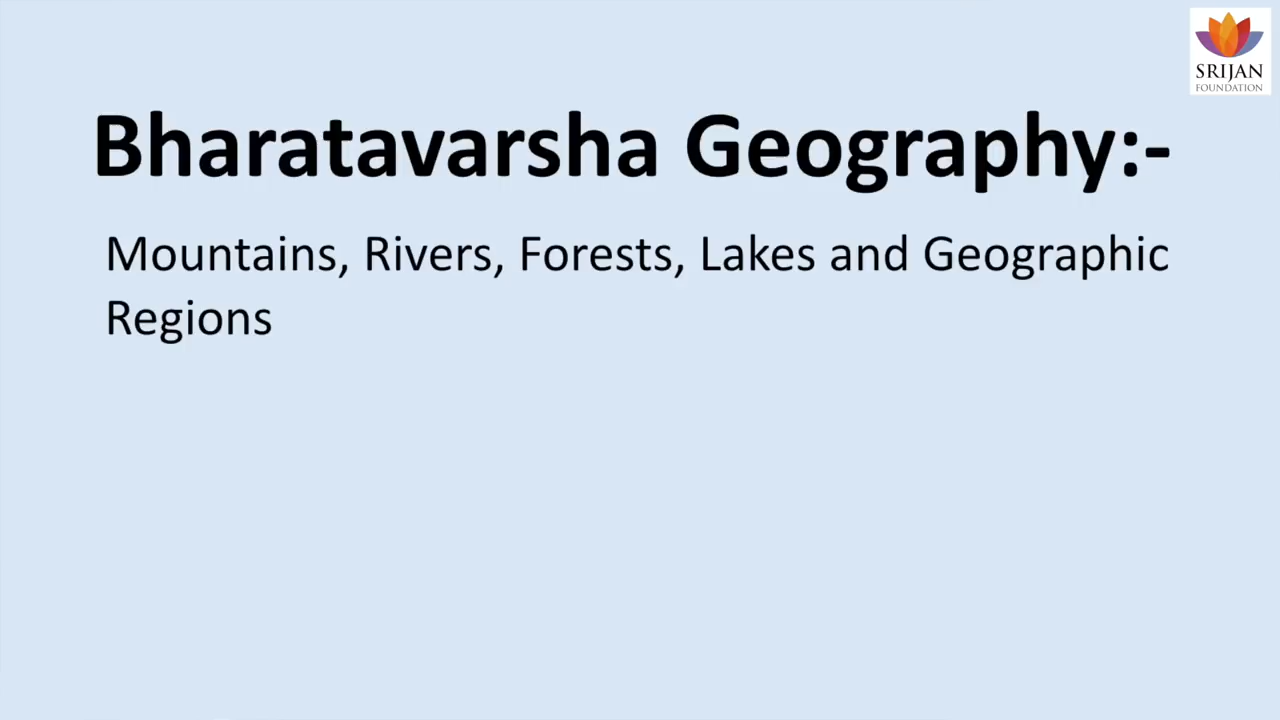 SRIJAN
FOUNDATION
Bharatavarsha Geography:-
Mountains, Rivers, Forests, Lakes and Geographic
Regions